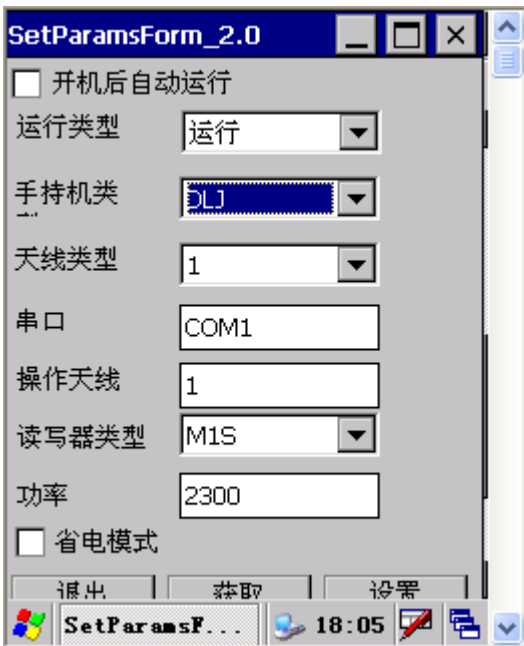 SetParamsForm_2.0
开机后自动运行
运行类型 运行
手持机类 DLJ
天线类型 1
串口 COM1
操作天线 1
读写器类型 M1S
功率 2300
省电模式
退出 获取 设置
SetParamsF... 18:05